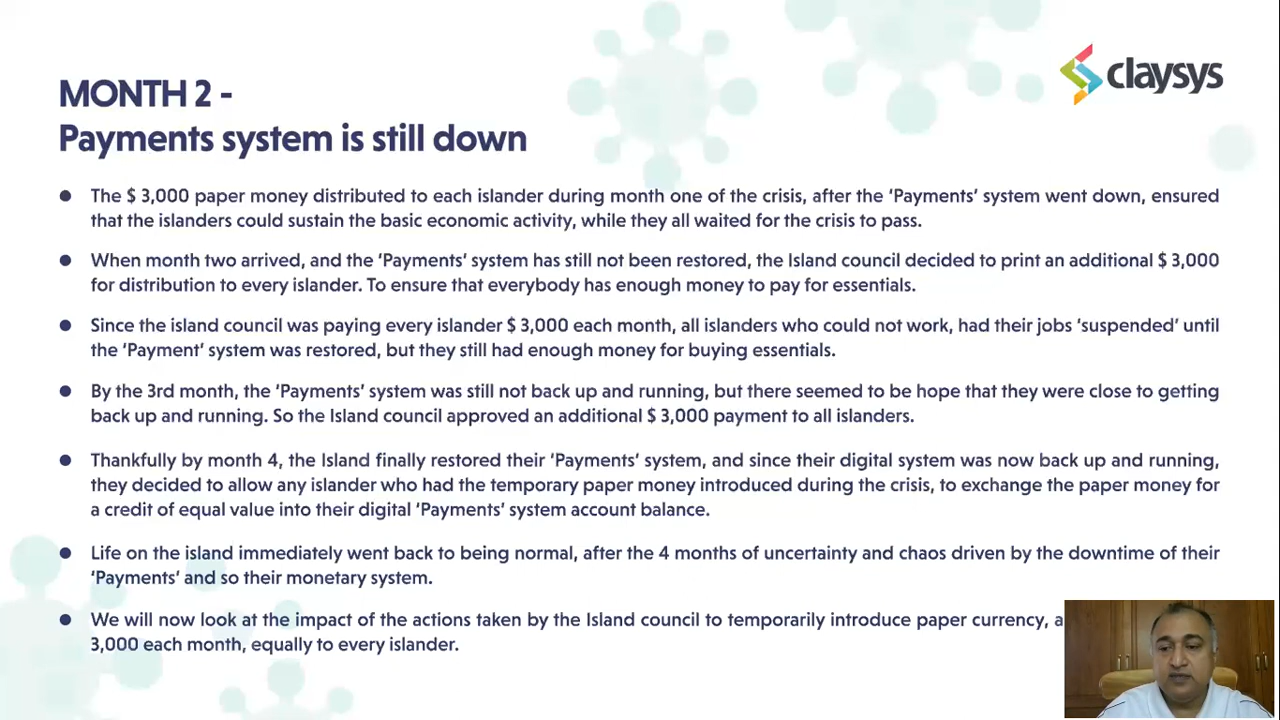 claysys
MONTH 2 -
Payments system is still down
● The $ 3,000 paper money distributed to each islander during month one of the crisis, after the ‘Payments’ system went down, ensured
that the islanders could sustain the basic economic activity, while they all waited for the crisis to pass.
● When month two arrived, and the ‘Payments’ system has still not been restored, the Island council decided to print an additional $ 3,000
for distribution to every islander. To ensure that everybody has enough money to pay for essentials.
● Since the island council was paying every islander $ 3,000 each month, all islanders who could not work, had their jobs ‘suspended’ until
the ‘Payment’ system was restored, but they still had enough money for buying essentials.
● By the 3rd month, the ‘Payments’ system was still not back up and running, but there seemed to be hope that they were close to getting
back up and running. So the Island council approved an additional $ 3,000 payment to all islanders.
● Thankfully by month 4, the Island finally restored their ‘Payments’ system, and since their digital system was now back up and running,
they decided to allow any islander who had the temporary paper money introduced during the crisis, to exchange the paper money for
a credit of equal value into their digital ‘Payments’ system account balance.
● Life on the island immediately went back to being normal, after the 4 months of uncertainty and chaos driven by the downtime of their
‘Payments’ and so their monetary system.
● We will now look at the impact of the actions taken by the Island council to temporarily introduce paper currency,
3,000 each month, equally to every islander.